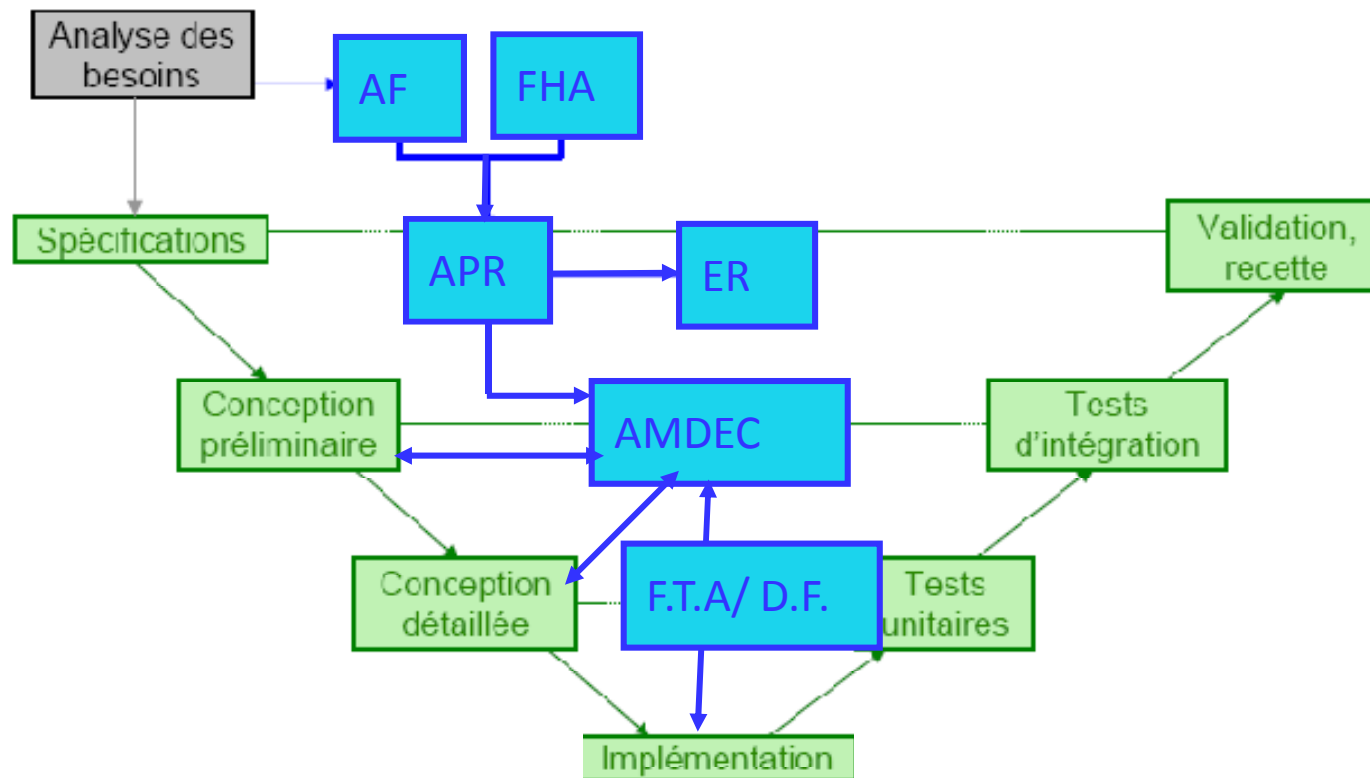 Analyse des
besoins
AF
FHA
Spécifications
APR
ER
Validation,
recette
Conception
préliminaire
AMDEC
Tests
d'intégration
Conception
détaillée
F.T.A/ D.F.
Tests
unitaires
Implémentation